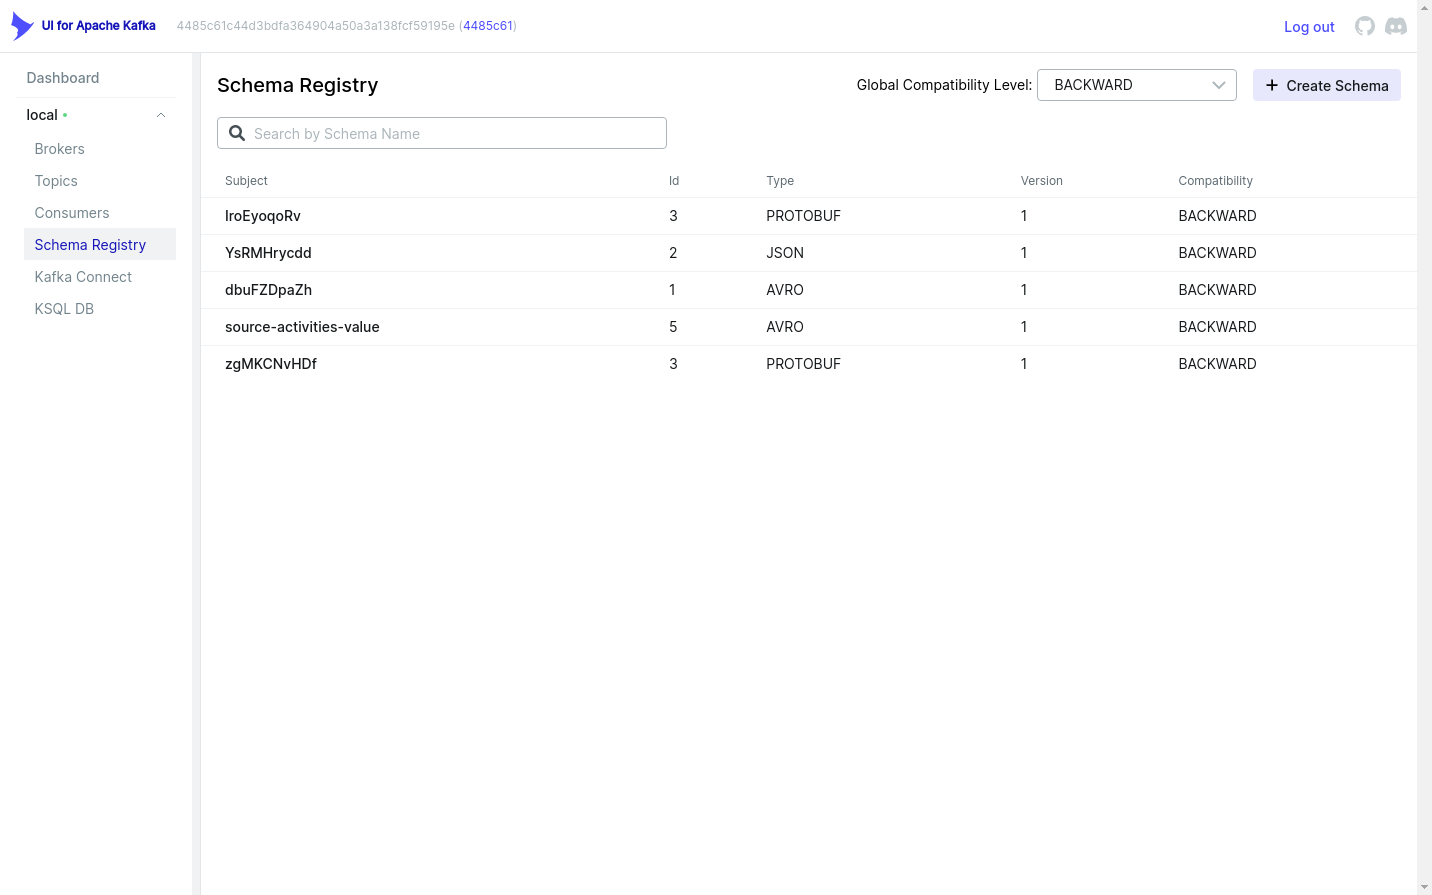 UI for Apache Kafka 4485c61c44d3bdfa364904a50a3a138fcf59195e (4485c61) Log out
Dashboard
local
Brokers
Topics
Consumers
Schema Registry
Kafka Connect
KSQL DB
Schema Registry Global Compatibility Level: BACKWARD Create Schema
Search by Schema Name
Subject Id Type Version Compatibility
IroEyoqoRv 3 PROTOBUF 1 BACKWARD
YsRMHrycdd 2 JSON 1 BACKWARD
dbuFZDpaZh 1 AVRO 1 BACKWARD
source-activities-value 5 AVRO 1 BACKWARD
zgMKCNvHDf 3 PROTOBUF 1 BACKWARD